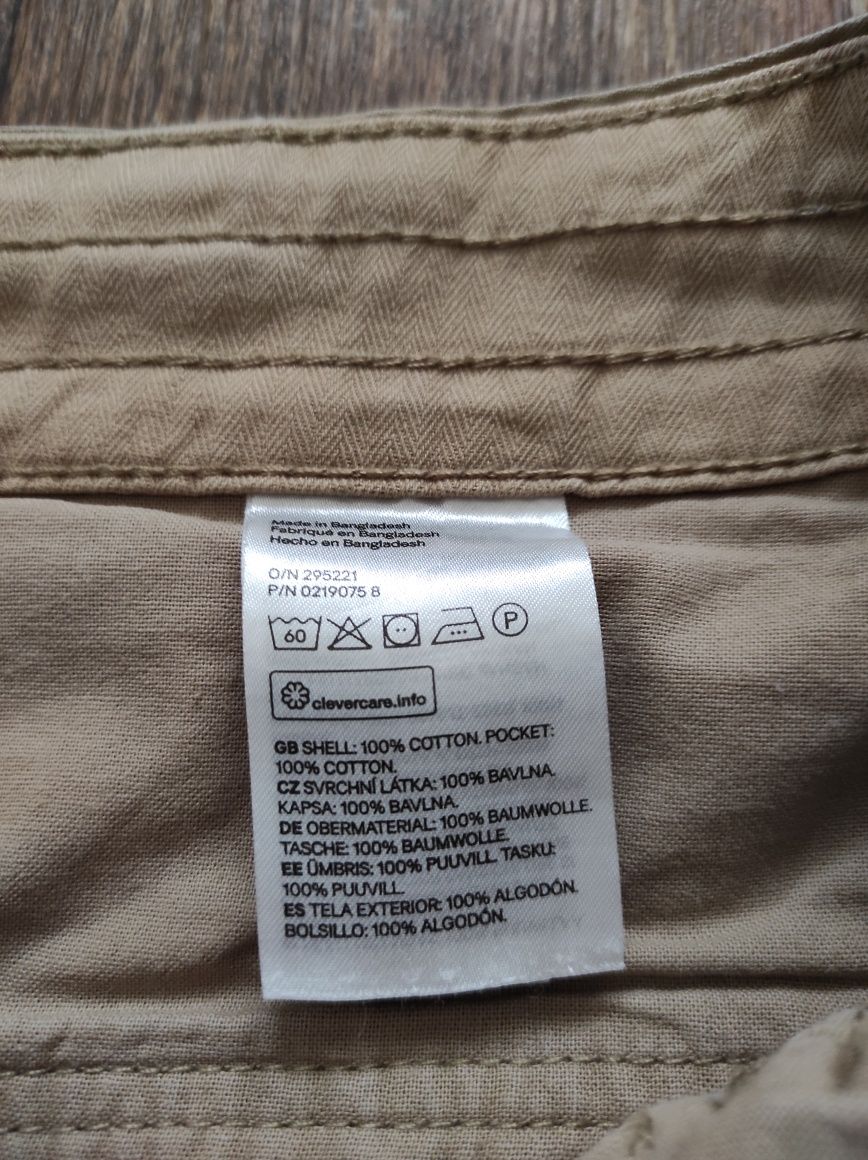 Made in Bangladesh
Fabriqué en Bangladesh
Hecho en Bangladesh
O/N 295221
P/N 0219075 8
60 P
clevercare.info
GB SHELL: 100% COTTON. POCKET:
100% COTTON.
CZ SVRCHNÍ LÁTKA: 100% BAVLNA.
KAPSA: 100% BAVLNA.
DE OBERMATERIAL: 100% BAUMWOLLE.
TASCHE: 100% BAUMWOLLE.
EE ÜMBRIS: 100% PUUVILL. TASKU:
100% PUUVILL.
ES TELA EXTERIOR: 100% ALGODÓN.
BOLSILLO: 100% ALGODÓN.